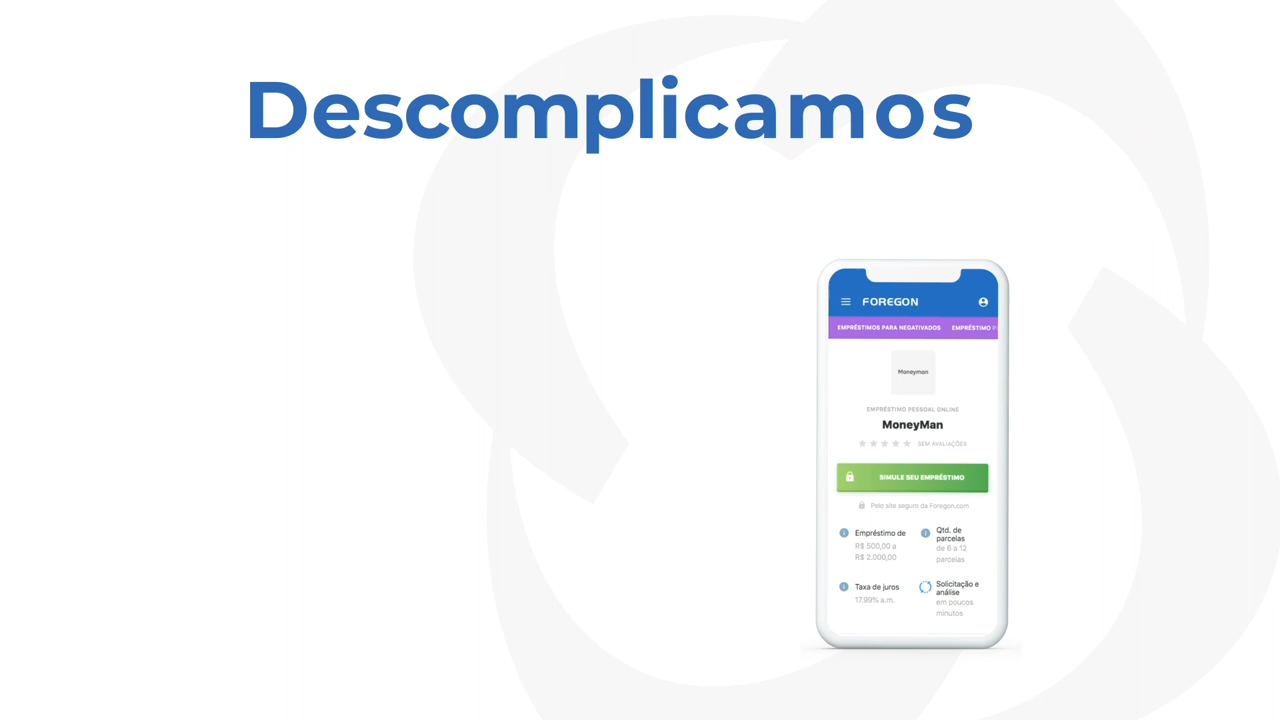 Descomplicamos
FOREGON
EMPRÉSTIMOS PARA NEGATIVADOS EMPRÉSTIMO
Moneyman
EMPRÉSTIMO PESSOAL ONLINE
MoneyMan
SEM AVALIAÇÕES
SIMULE SEU EMPRÉSTIMO
Pelo site seguro da Foregon.com
Empréstimo de
R$ 500,00 a
R$ 2.000,00
Qtd. de
parcelas
de 6 a 12
parcelas
Taxa de juros
17.99% a.m.
Solicitação e
análise
em poucos
minutos